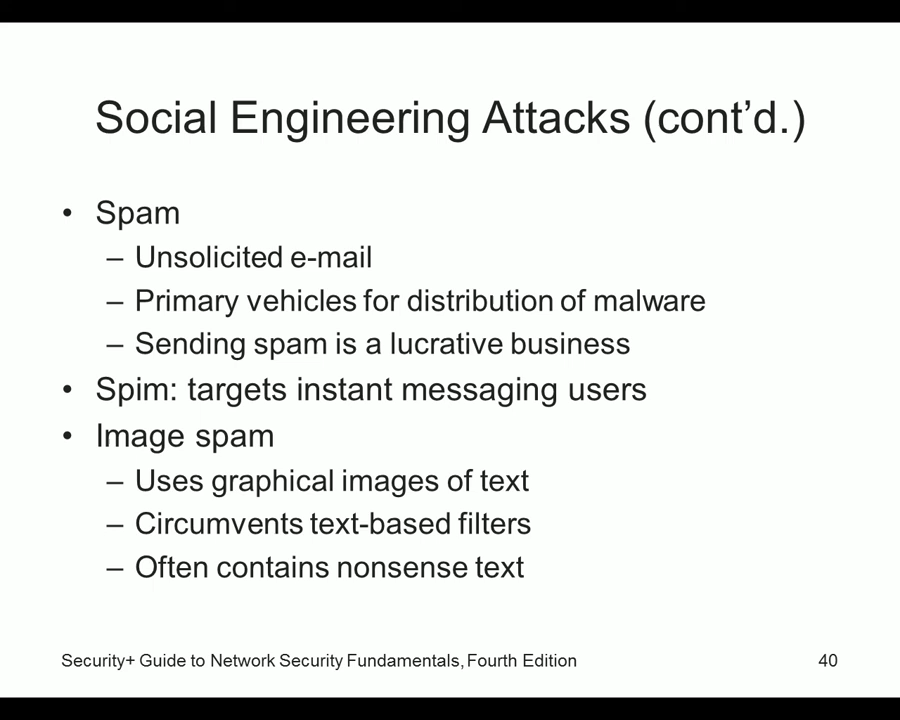 Social Engineering Attacks (cont’d.)
• Spam
– Unsolicited e-mail
– Primary vehicles for distribution of malware
– Sending spam is a lucrative business
• Spim: targets instant messaging users
• Image spam
– Uses graphical images of text
– Circumvents text-based filters
– Often contains nonsense text
Security+ Guide to Network Security Fundamentals, Fourth Edition 40